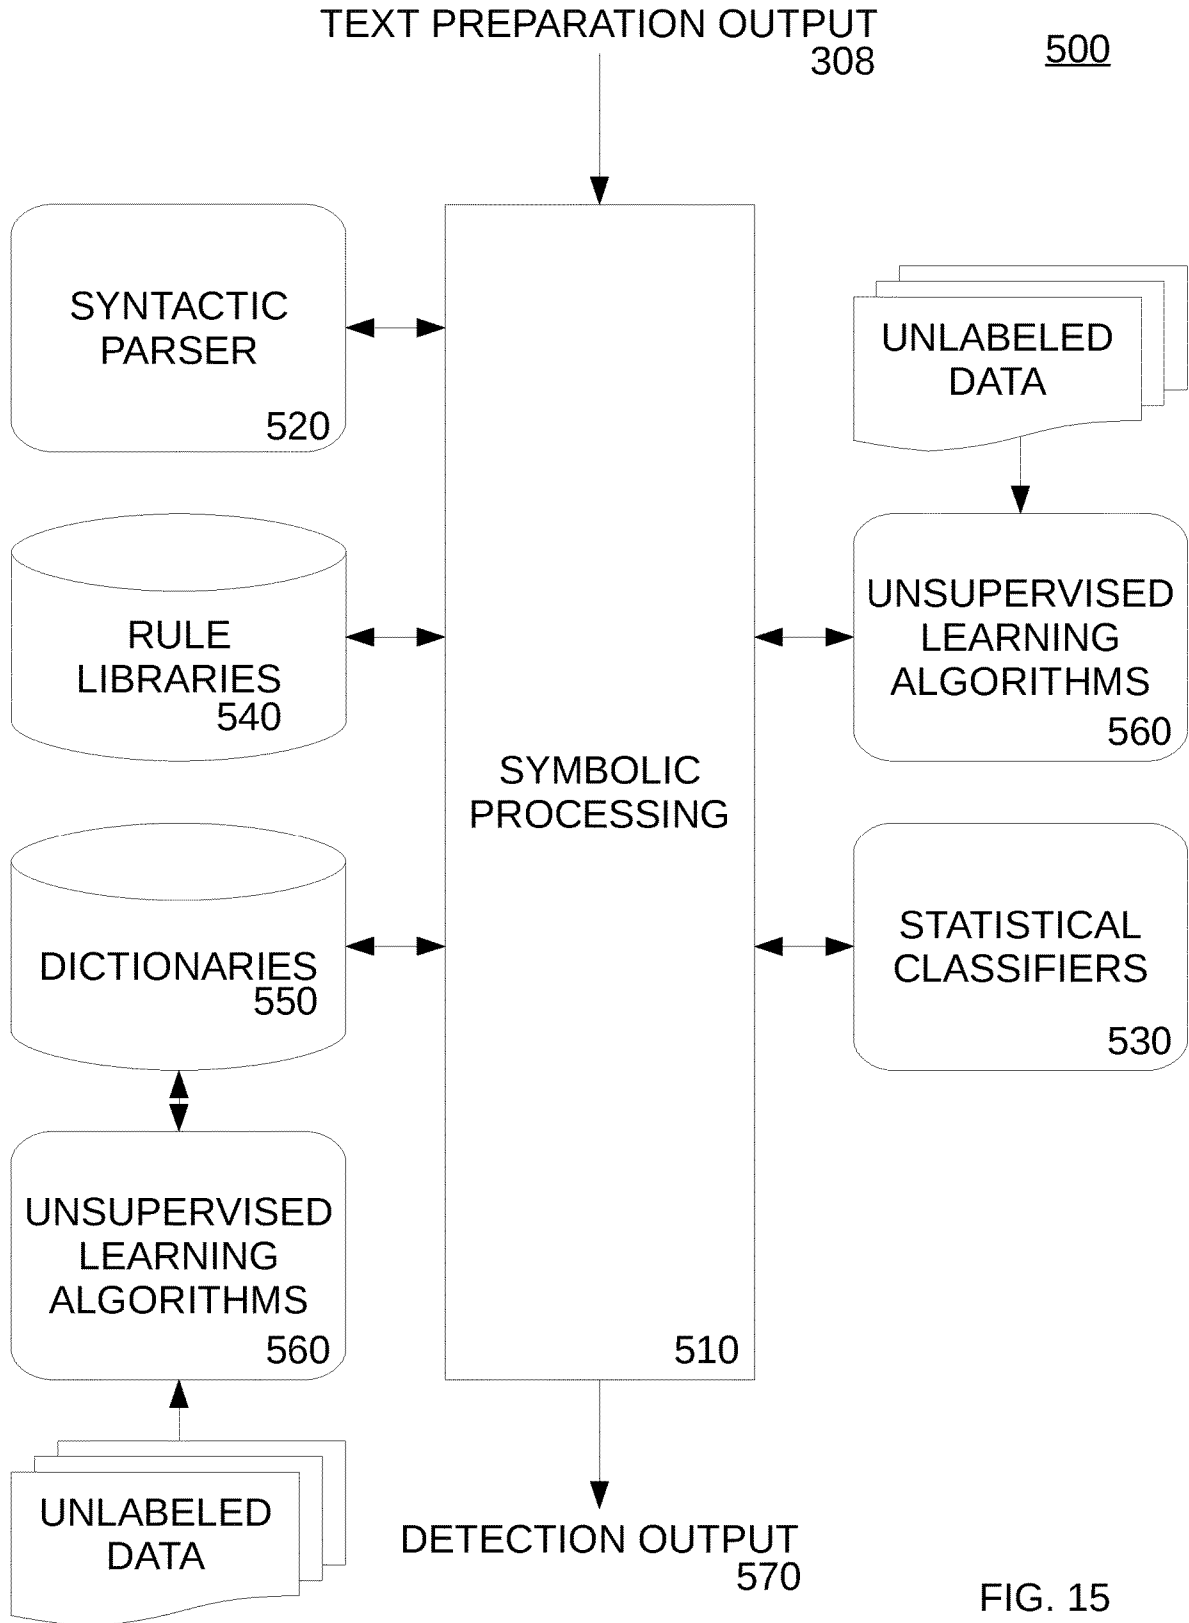 TEXT PREPARATION OUTPUT
308
500
SYNTACTIC
PARSER
520
UNLABELED
DATA
RULE
LIBRARIES
540
UNSUPERVISED
LEARNING
ALGORITHMS
560
SYMBOLIC
PROCESSING
510
DICTIONARIES
550
STATISTICAL
CLASSIFIERS
530
UNSUPERVISED
LEARNING
ALGORITHMS
560
UNLABELED
DATA
DETECTION OUTPUT
570
FIG. 15